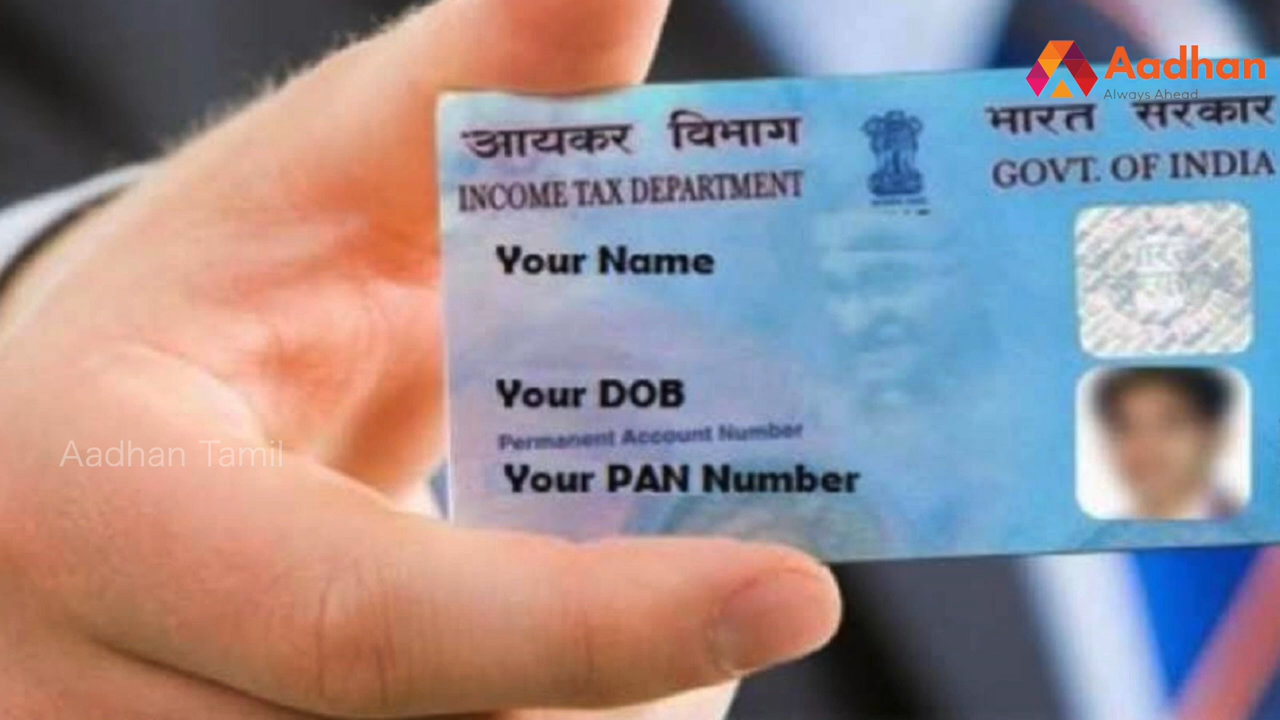 Aadhan
Always Ahead
आयकर विभाग
भारत सरकार
INCOME TAX DEPARTMENT
GOVT. OF INDIA
Your Name
Your DOB
Permanent Account Number
Your PAN Number
Aadhan Tamil